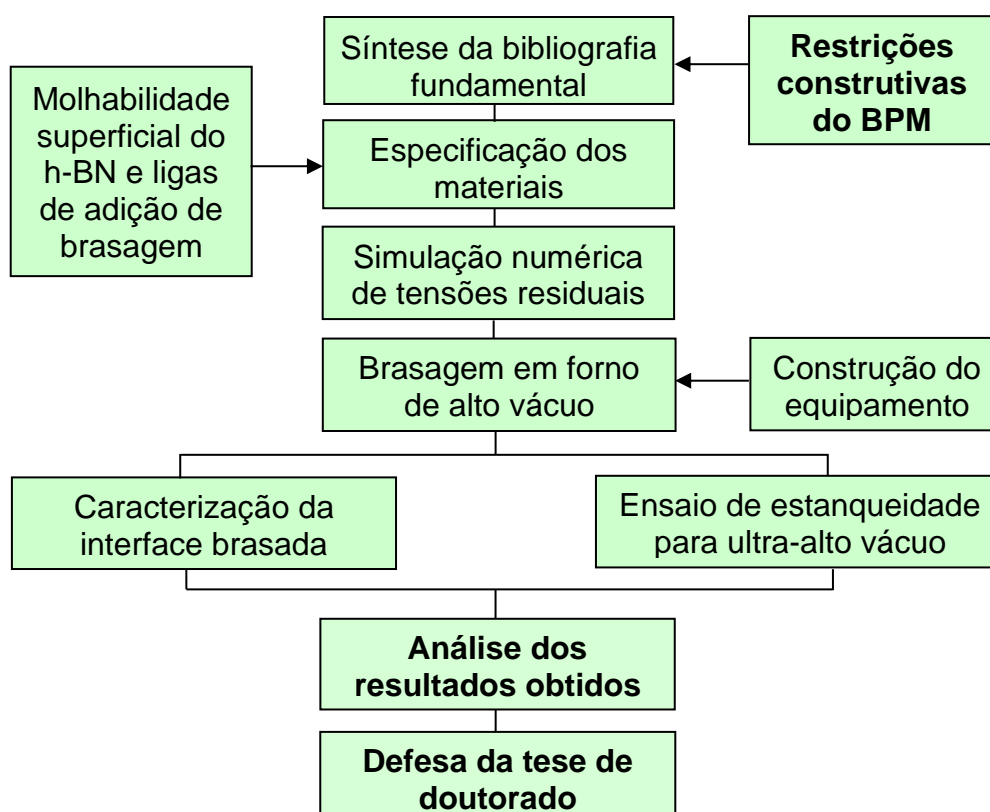 Síntese da bibliografia
fundamental
Restrições
construtivas
do BPM
Molhabilidade
superficial do
h-BN e ligas
de adição de
brasagem
Especificação dos
materiais
Simulação numérica
de tensões residuais
Brasagem em forno
de alto vácuo
Construção do
equipamento
Caracterização da
interface brasada
Ensaio de estanqueidade
para ultra-alto vácuo
Análise dos
resultados obtidos
Defesa da tese de
doutorado